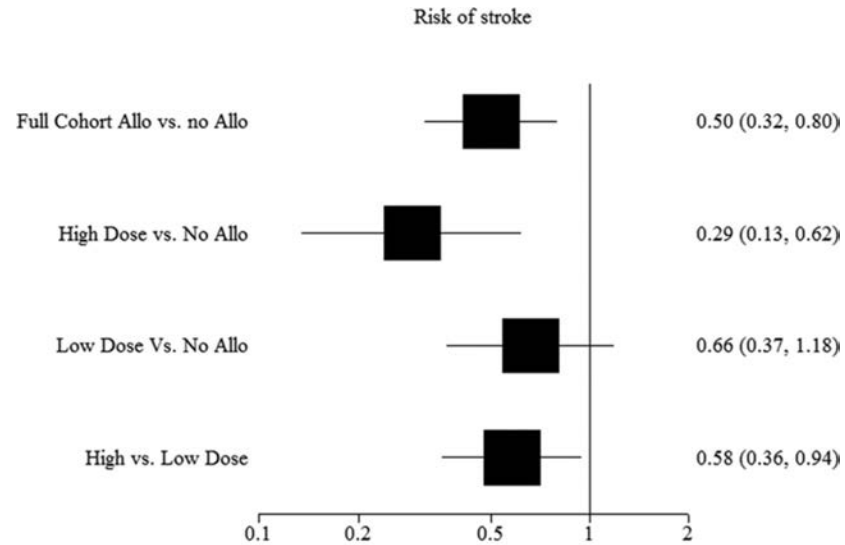 Risk of stroke
Full Cohort Allo vs. no Allo 0.50 (0.32, 0.80)
High Dose vs. No Allo 0.29 (0.13, 0.62)
Low Dose Vs. No Allo 0.66 (0.37, 1.18)
High vs. Low Dose 0.58 (0.36, 0.94)
0.1 0.2 0.5 1 2